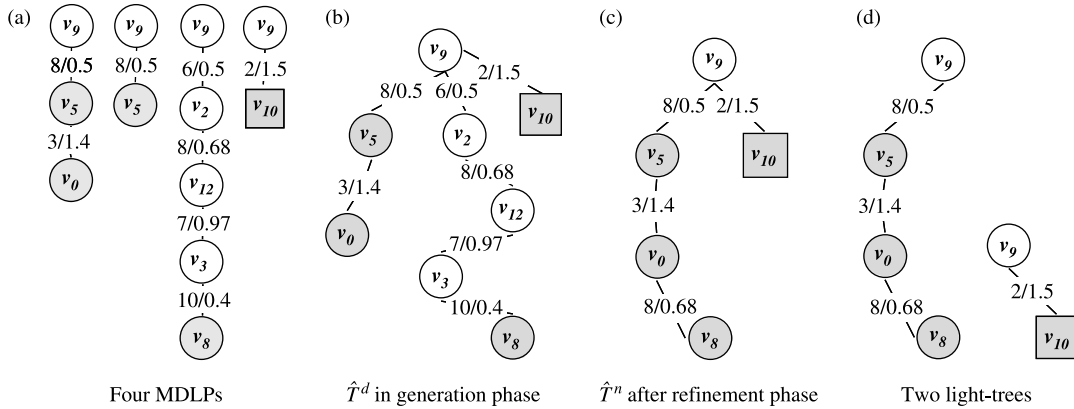 (a)
v9 v9 v9 v9
8/0.5 8/0.5 6/0.5 2/1.5
v5 v5 v2 v10
3/1.4 8/0.68
v0 v12
7/0.97
v3
10/0.4
v8
Four MDLPs
(b)
v9
8/0.5 6/0.5 2/1.5
v10
v5 v2
8/0.68
3/1.4
v12
v0
7/0.97
v3
10/0.4
v8
T̂^d in generation phase
(c)
v9
8/0.5 2/1.5
v5 v10
3/1.4
v0
8/0.68
v8
T̂^n after refinement phase
(d)
v9
8/0.5
v5
3/1.4
v0 v9
2/1.5
8/0.68
v8 v10
Two light-trees